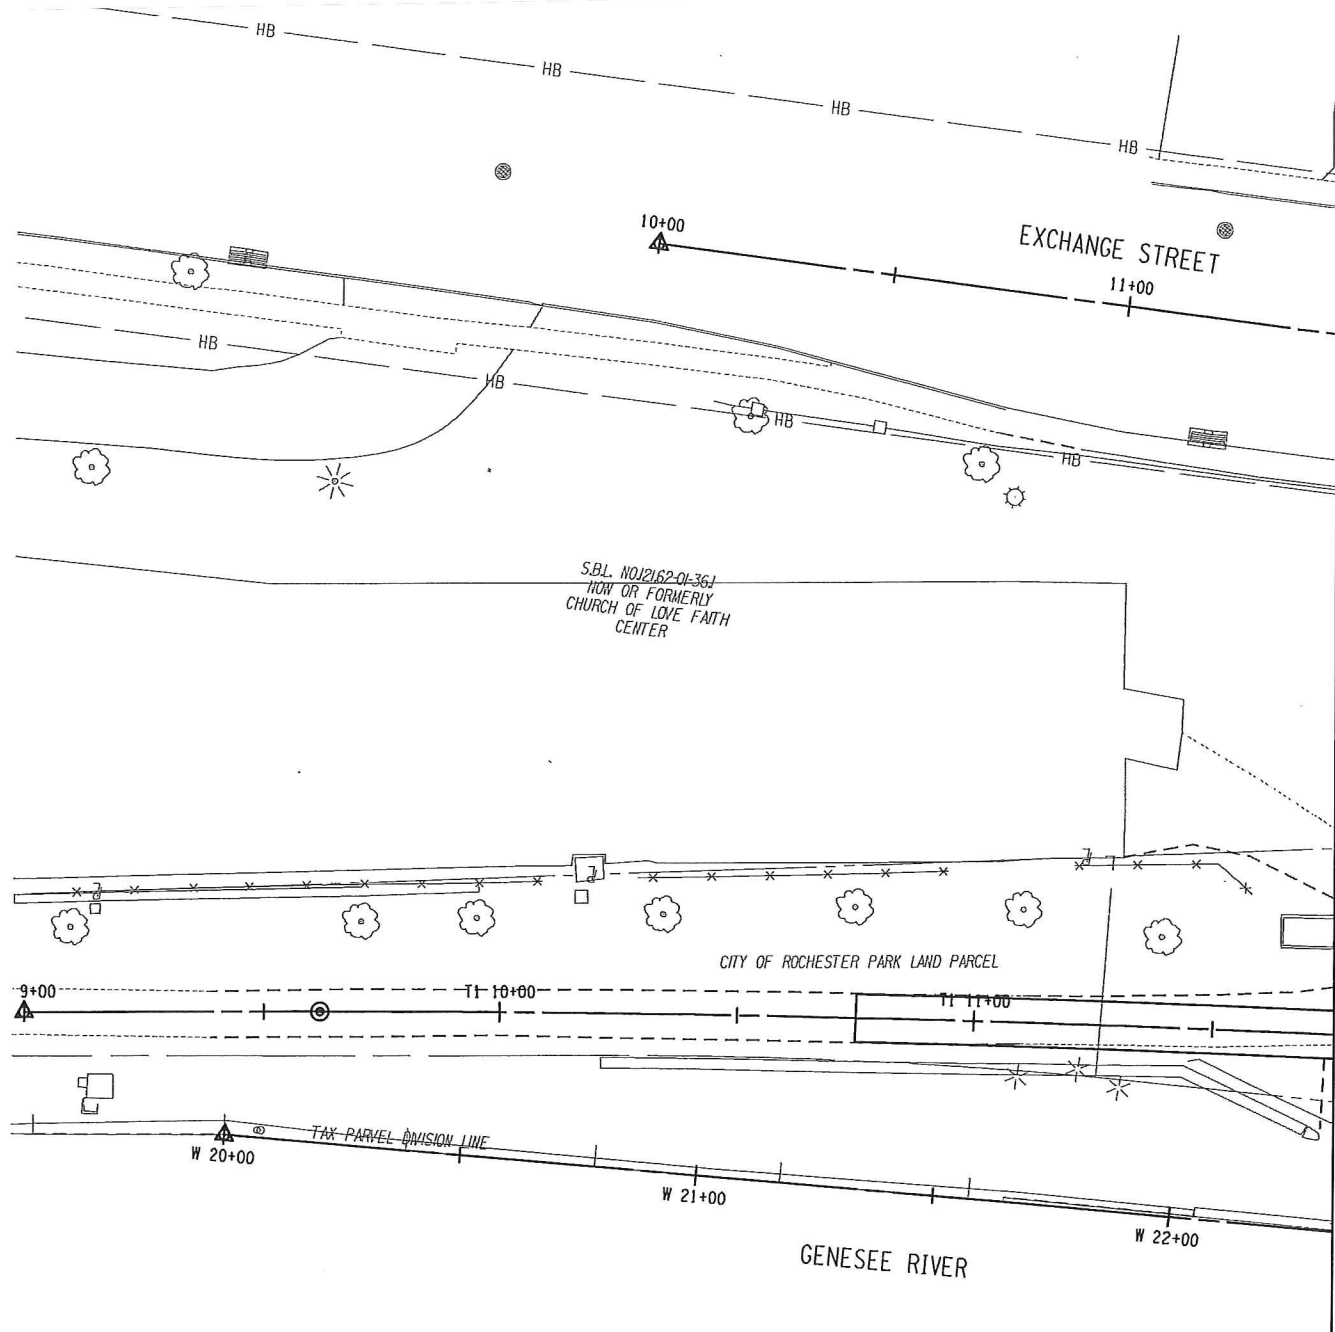 HB
HB
HB
HB
10+00
EXCHANGE STREET
11+00
HB
HB
HB
HB
S.B.L. NO.121.62-01-36.1
NOW OR FORMERLY
CHURCH OF LOVE FAITH
CENTER
CITY OF ROCHESTER PARK LAND PARCEL
9+00
T1 10+00
T1 11+00
TAX PARVEL DIVISION LINE
W 20+00
W 21+00
W 22+00
GENESEE RIVER